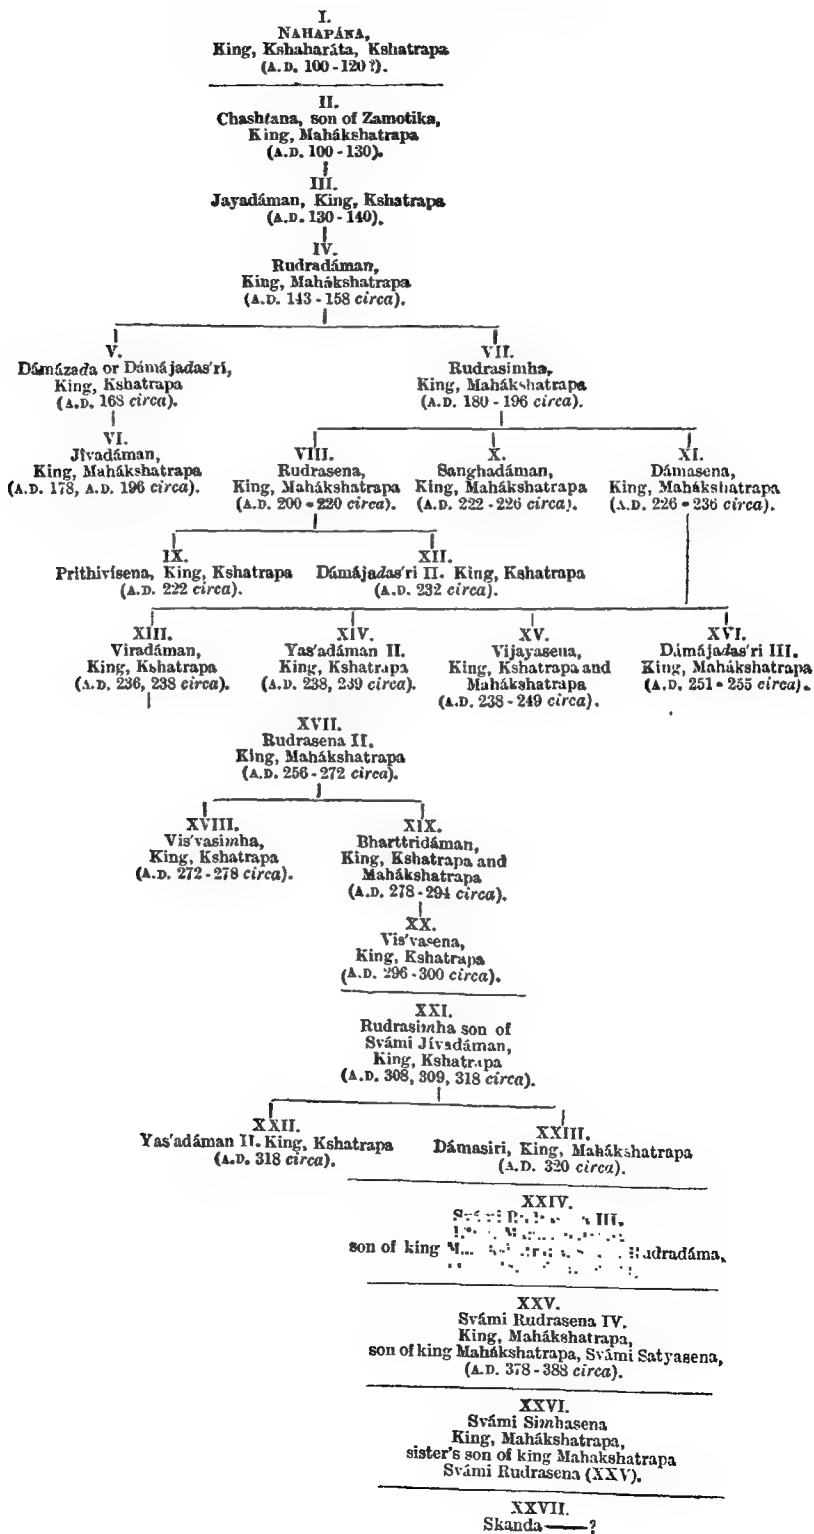 I.
NAHAPÁNA,
King, Kshaharáta, Kshatrapa
(A.D. 100-120?).
II.
Chashtana, son of Zamotika,
King, Mahákshatrapa
(A.D. 100-130).
III.
Jayadáman, King, Kshatrapa
(A.D. 130-140).
IV.
Rudradáman,
King, Mahákshatrapa
(A.D. 143-158 circa).
V.
Dámázada or Dámájadas'rí,
King, Kshatrapa
(A.D. 168 circa).
VII.
Rudrasimha,
King, Mahákshatrapa
(A.D. 180-196 circa).
VI.
Jívadáman,
King, Mahákshatrapa
(A.D. 178, A.D. 196 circa).
VIII.
Rudrasena,
King, Mahákshatrapa
(A.D. 200-220 circa).
X.
Sanghadáman,
King, Mahákshatrapa
(A.D. 222-226 circa).
XI.
Dámasena,
King, Mahákshatrapa
(A.D. 226-236 circa).
IX.
Prithivísena, King, Kshatrapa
(A.D. 222 circa).
XII.
Dámájadas'ri II. King, Kshatrapa
(A.D. 232 circa).
XIII.
Viradáman,
King, Kshatrapa
(A.D. 236, 238 circa).
XIV.
Yas'adáman II.
King, Kshatrapa
(A.D. 238, 239 circa).
XV.
Vijayasena,
King, Kshatrapa and
Mahákshatrapa
(A.D. 238-249 circa).
XVI.
Dámájadas'ri III.
King, Mahákshatrapa
(A.D. 251-255 circa).
XVII.
Rudrasena II.
King, Mahákshatrapa
(A.D. 256-272 circa).
XVIII.
Vis'vasimha,
King, Kshatrapa
(A.D. 272-278 circa).
XIX.
Bharttridáman,
King, Kshatrapa and
Mahákshatrapa
(A.D. 278-294 circa).
XX.
Vis'vasena,
King, Kshatrapa
(A.D. 296-300 circa).
XXI.
Rudrasimha son of
Svámi Jívadáman,
King, Kshatrapa
(A.D. 308, 309, 318 circa).
XXII.
Yas'adáman II. King, Kshatrapa
(A.D. 318 circa).
XXIII.
Dámasiri, King, Mahákshatrapa
(A.D. 320 circa).
XXIV.
III.
son of king Rudradáma,
XXV.
Svámi Rudrasena IV.
King, Mahákshatrapa,
son of king Mahákshatrapa, Svámi Satyasena,
(A.D. 378-388 circa).
XXVI.
Svámi Simhasena
King, Mahákshatrapa,
sister's son of king Mahakshatrapa
Svámi Rudrasena (XXV).
XXVII.
Skanda——?